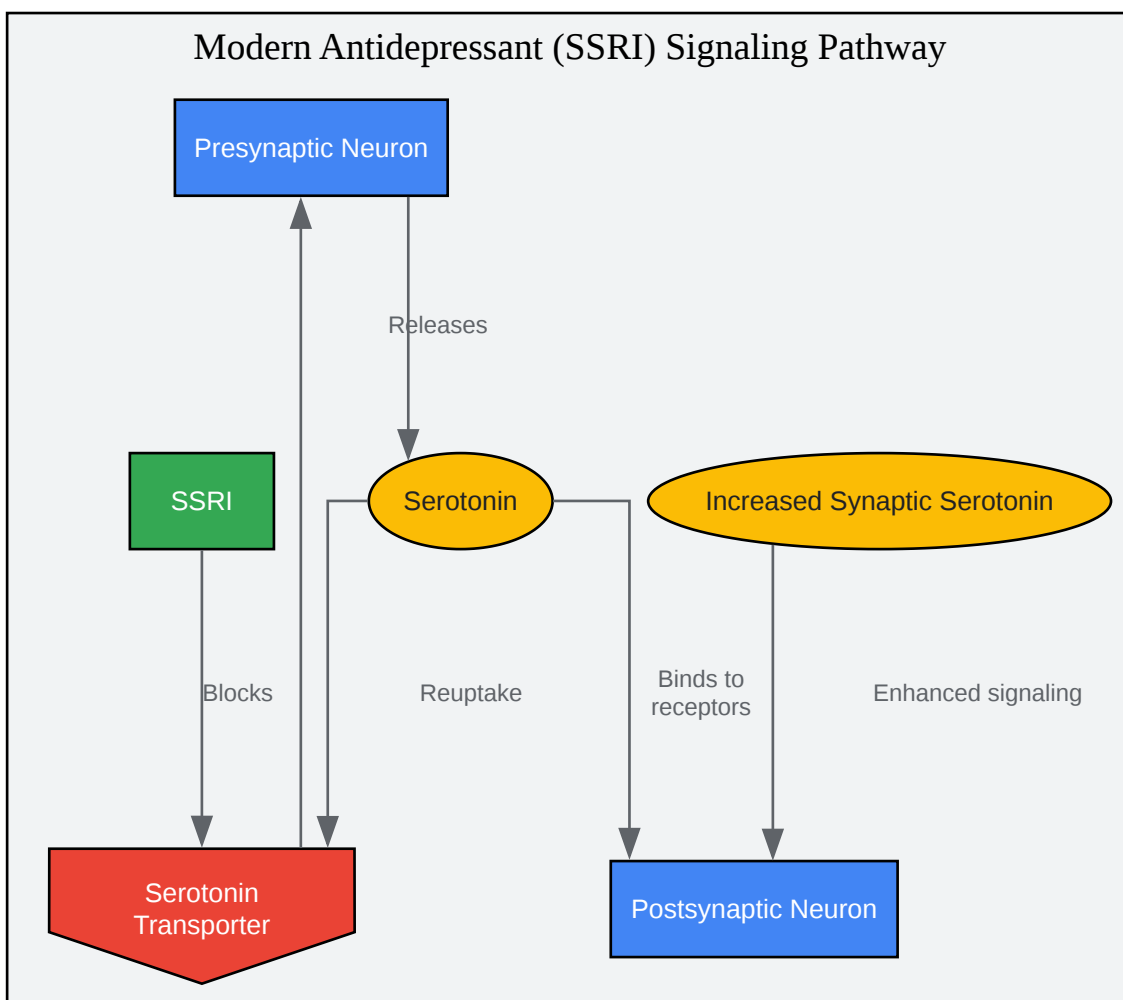 Modern Antidepressant (SSRI) Signaling Pathway
Presynaptic Neuron
Releases
SSRI
Serotonin
Increased Synaptic Serotonin
Blocks
Reuptake
Binds to
receptors
Enhanced signaling
Serotonin
Transporter
Postsynaptic Neuron